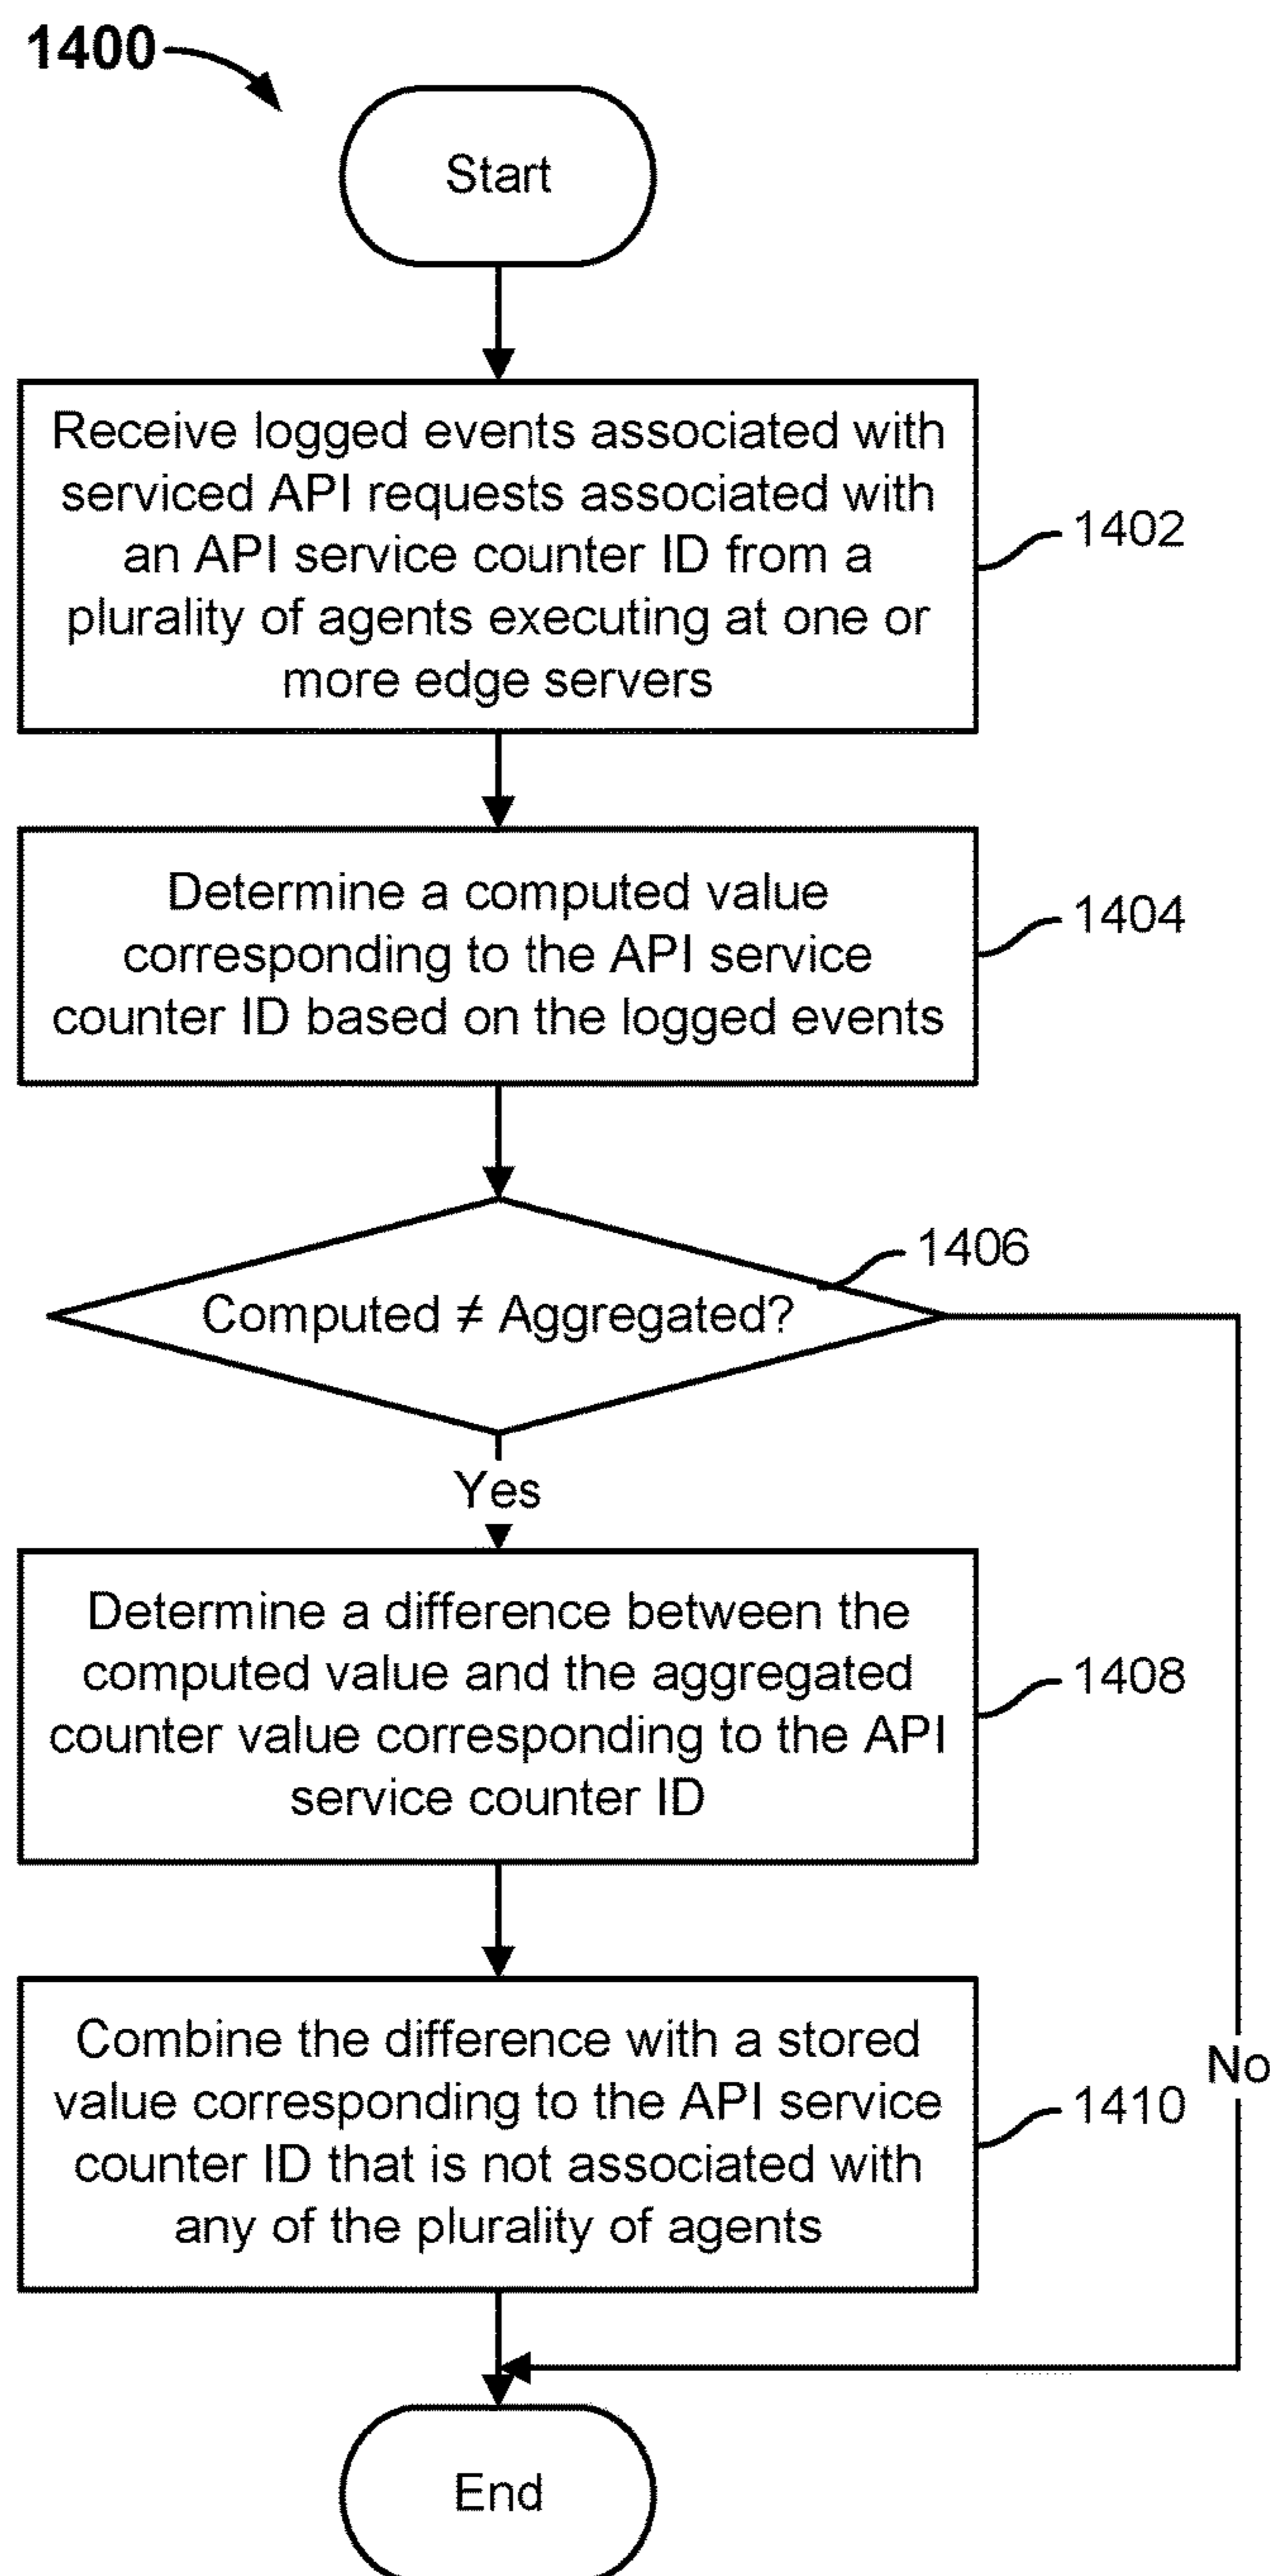 1400
Start
Receive logged events associated with
serviced API requests associated with
an API service counter ID from a
plurality of agents executing at one or
more edge servers
1402
Determine a computed value
corresponding to the API service
counter ID based on the logged events
1404
1406
Computed ≠ Aggregated?
Yes
Determine a difference between the
computed value and the aggregated
counter value corresponding to the API
service counter ID
1408
Combine the difference with a stored
value corresponding to the API service
counter ID that is not associated with
any of the plurality of agents
1410
No
End